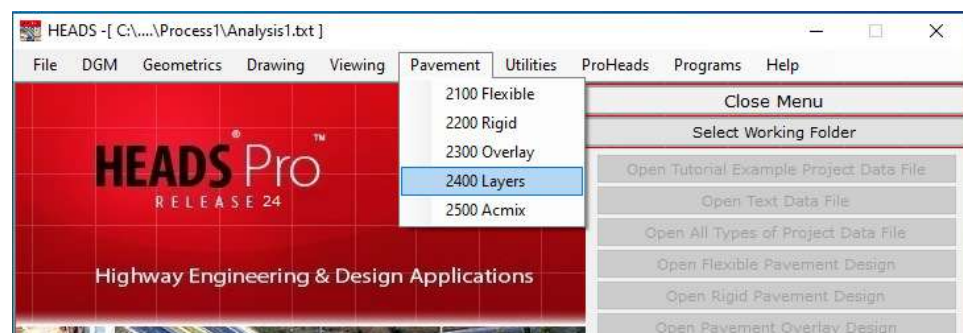 HEADS -[ C:\....\Process1\Analysis1.txt ]
File DGM Geometrics Drawing Viewing Pavement Utilities ProHeads Programs Help
2100 Flexible
2200 Rigid
2300 Overlay
2400 Layers
2500 Acmix
Close Menu
Select Working Folder
Open Tutorial Example Project Data File
Open Text Data File
Open All Types of Project Data File
Open Flexible Pavement Design
Open Rigid Pavement Design
Open Pavement Overlay Design
HEADS® Pro™
RELEASE 24
Highway Engineering & Design Applications